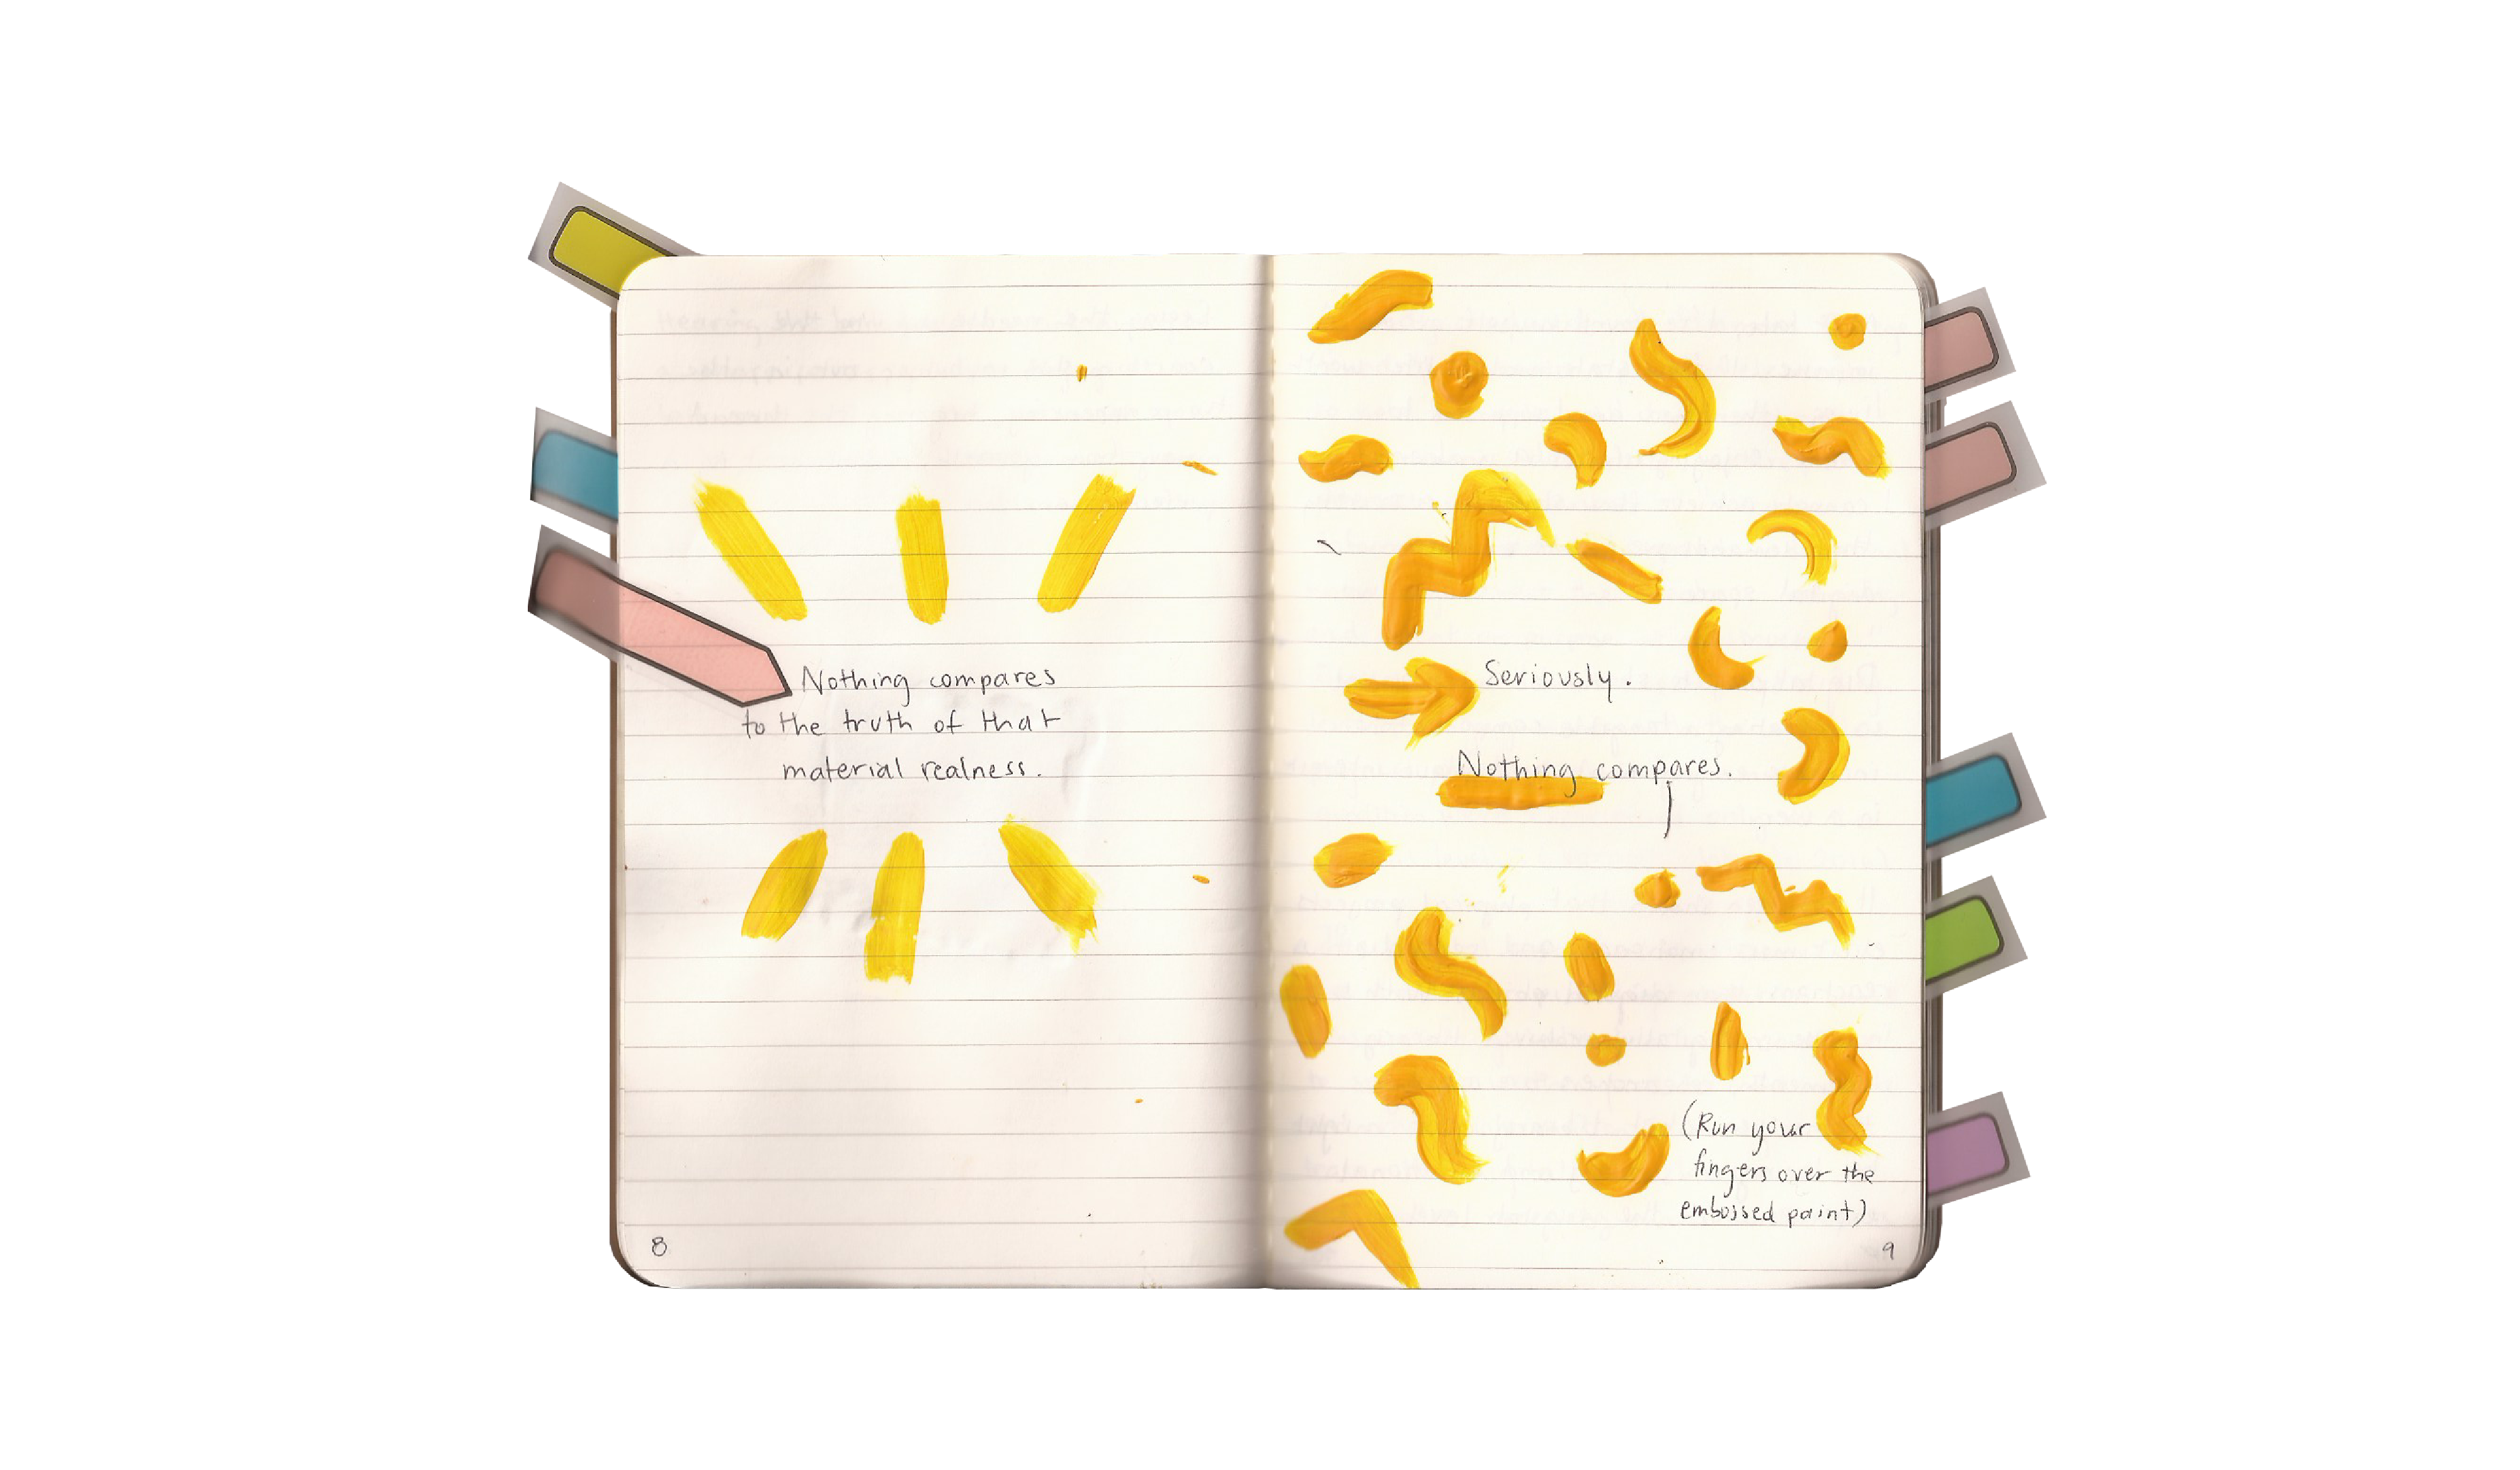 Nothing compares
to the truth of that
material realness.
8
Seriously.
Nothing compares.
(Run your
fingers over the
embossed paint)
9